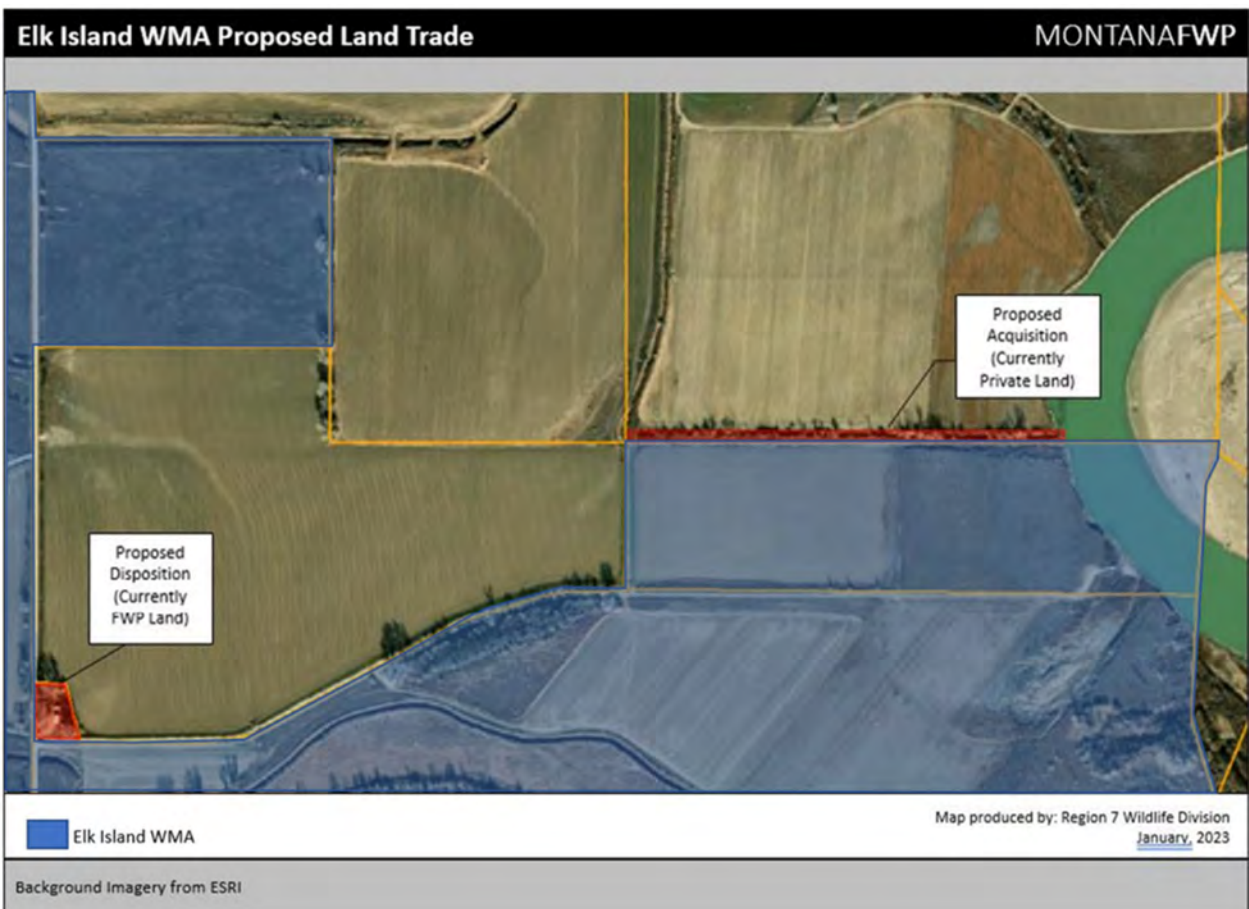 Elk Island WMA Proposed Land Trade
MONTANAFWP
Proposed
Acquisition
(Currently
Private Land)
Proposed
Disposition
(Currently
FWP Land)
Elk Island WMA
Map produced by: Region 7 Wildlife Division
January, 2023
Background Imagery from ESRI